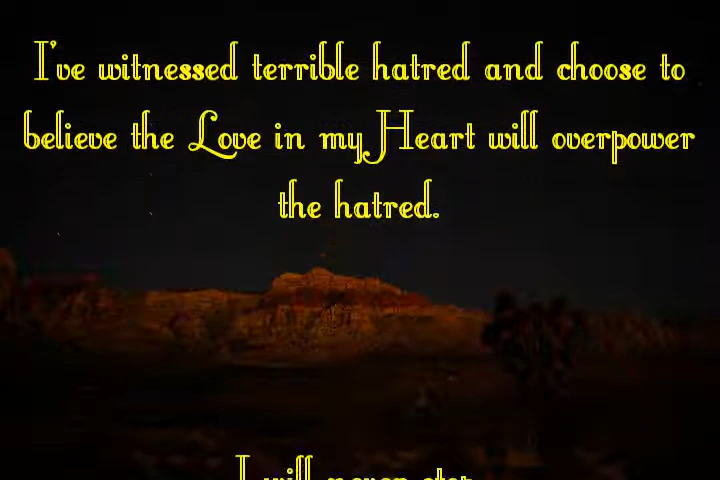 I've witnessed terrible hatred and choose to
believe the Love in my Heart will overpower
the hatred.
I will never stop